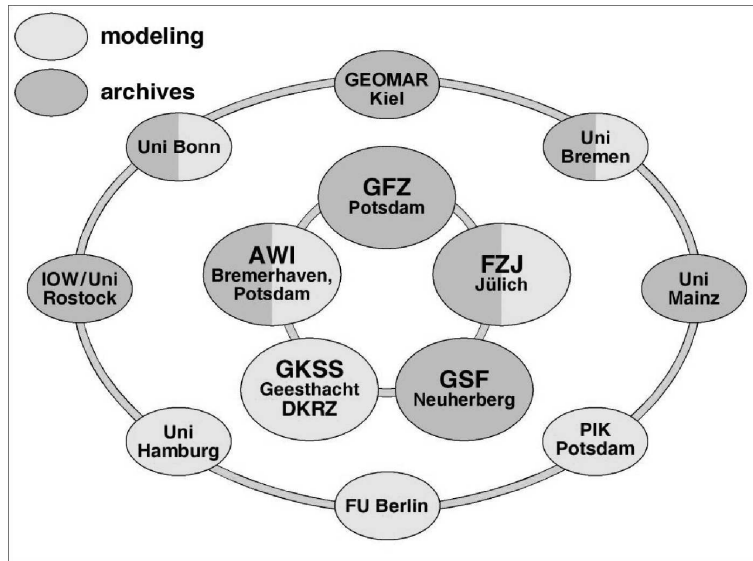 modeling
archives
GEOMAR
Kiel
Uni Bonn
Uni
Bremen
GFZ
Potsdam
AWI
Bremerhaven,
Potsdam
FZJ
Jülich
IOW/Uni
Rostock
Uni
Mainz
GKSS
Geesthacht
DKRZ
GSF
Neuherberg
Uni
Hamburg
PIK
Potsdam
FU Berlin